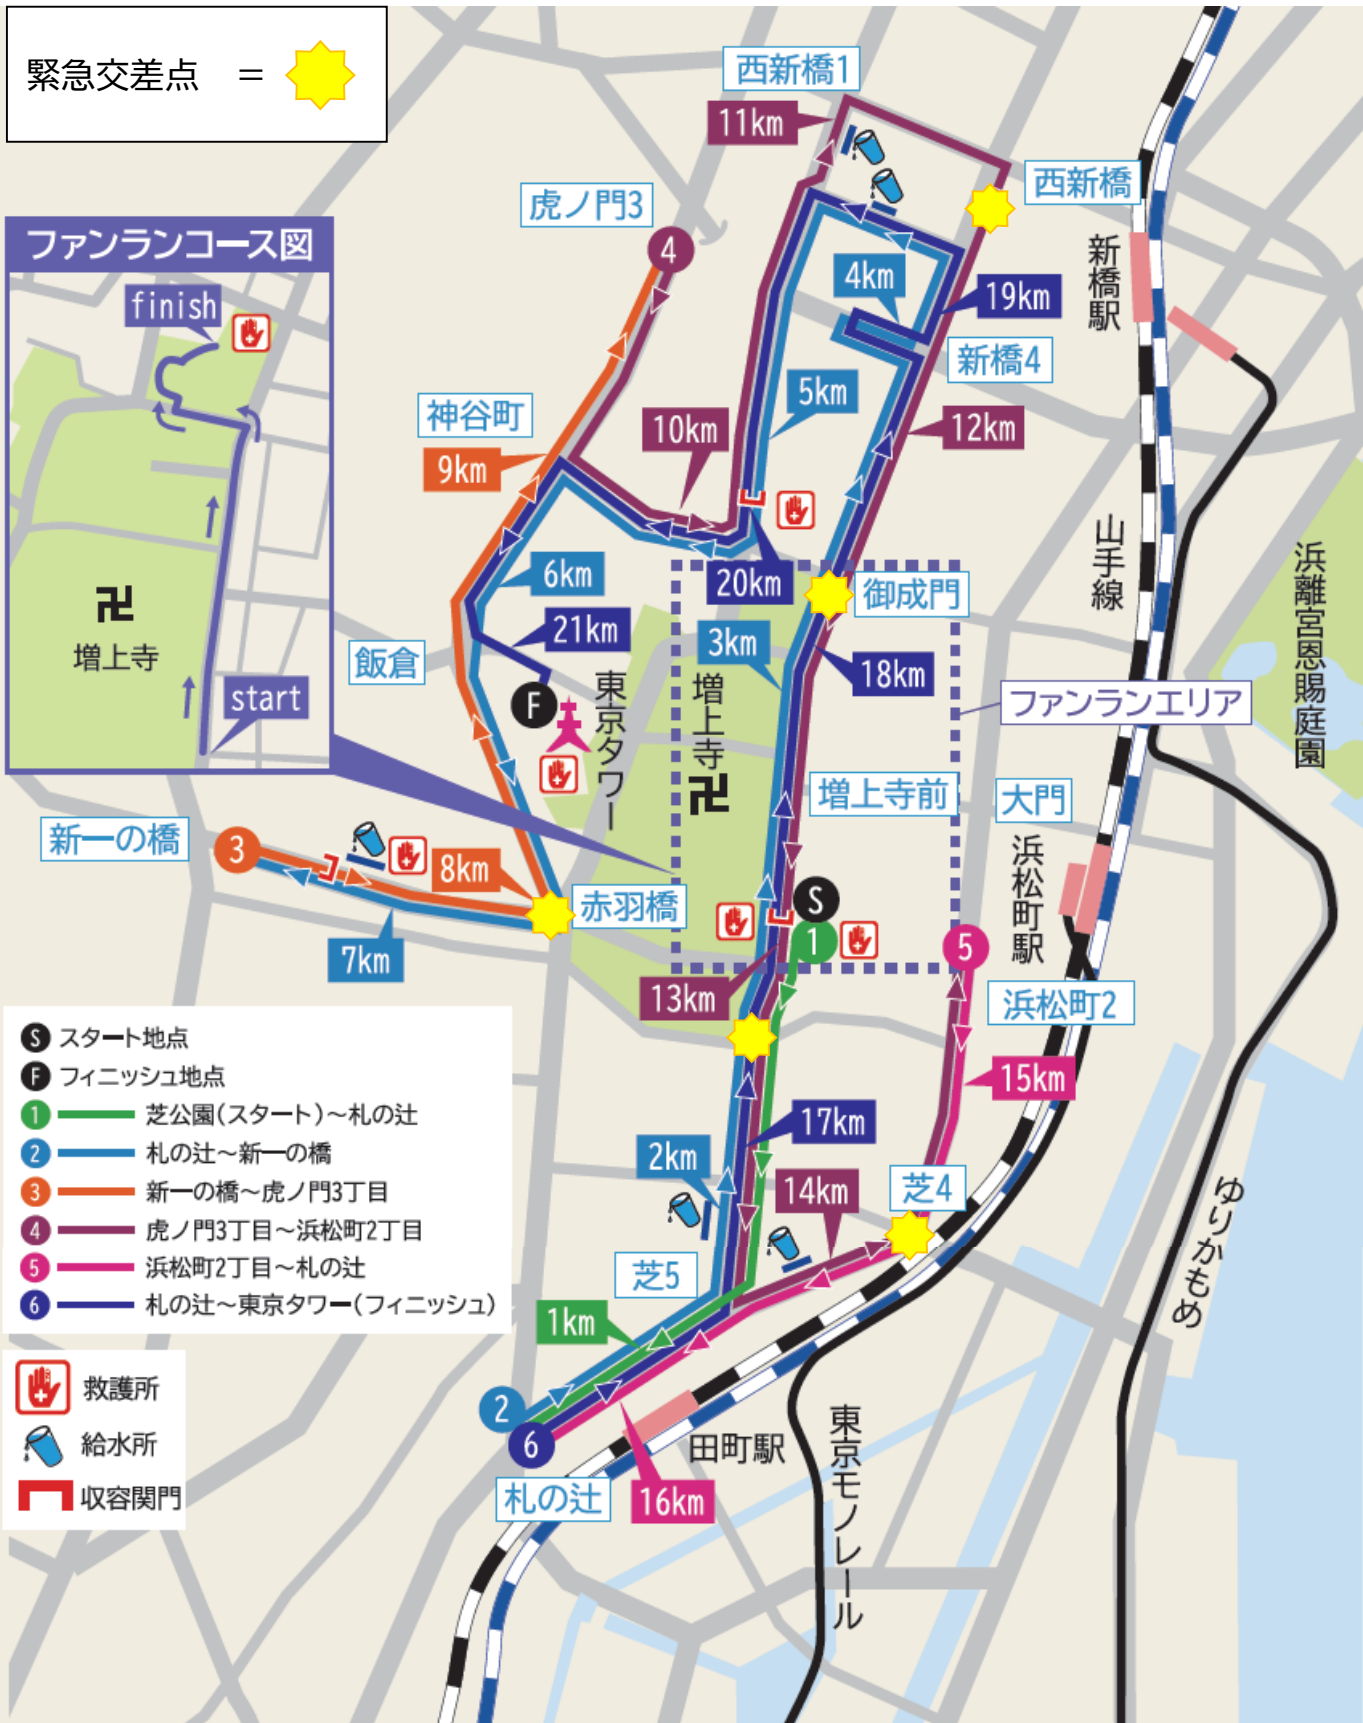 緊急交差点 =
西新橋1
11km
西新橋
虎ノ門3
4
新橋駅
ファンランコース図
finish
増上寺
start
4km
19km
新橋4
5km
神谷町
10km
12km
9km
山手線
浜離宮恩賜庭園
6km
20km
御成門
21km
3km
飯倉
18km
F
東京タワー
増上寺
ファンランエリア
増上寺前
大門
新一の橋
3
8km
浜松町駅
赤羽橋
S
1
5
7km
13km
浜松町2
15km
S スタート地点
F フィニッシュ地点
1 芝公園(スタート)~札の辻
2 札の辻~新一の橋
3 新一の橋~虎ノ門3丁目
4 虎ノ門3丁目~浜松町2丁目
5 浜松町2丁目~札の辻
6 札の辻~東京タワー(フィニッシュ)
17km
2km
14km
芝4
ゆりかもめ
芝5
1km
救護所
給水所
収容関門
2
6
田町駅
東京モノレール
札の辻
16km